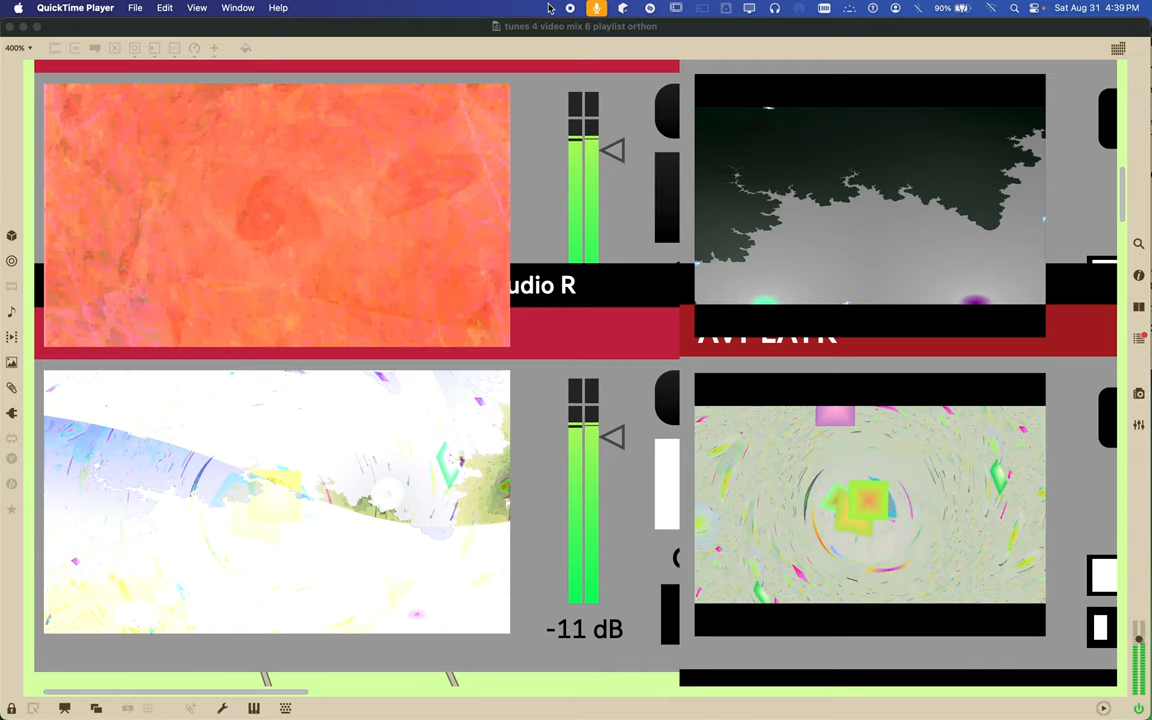 QuickTime Player File Edit View Window Help 90% Sat Aug 31 4:39 PM
tunes 4 video mix 6 playlist orthon
400%
udio R
-11 dB